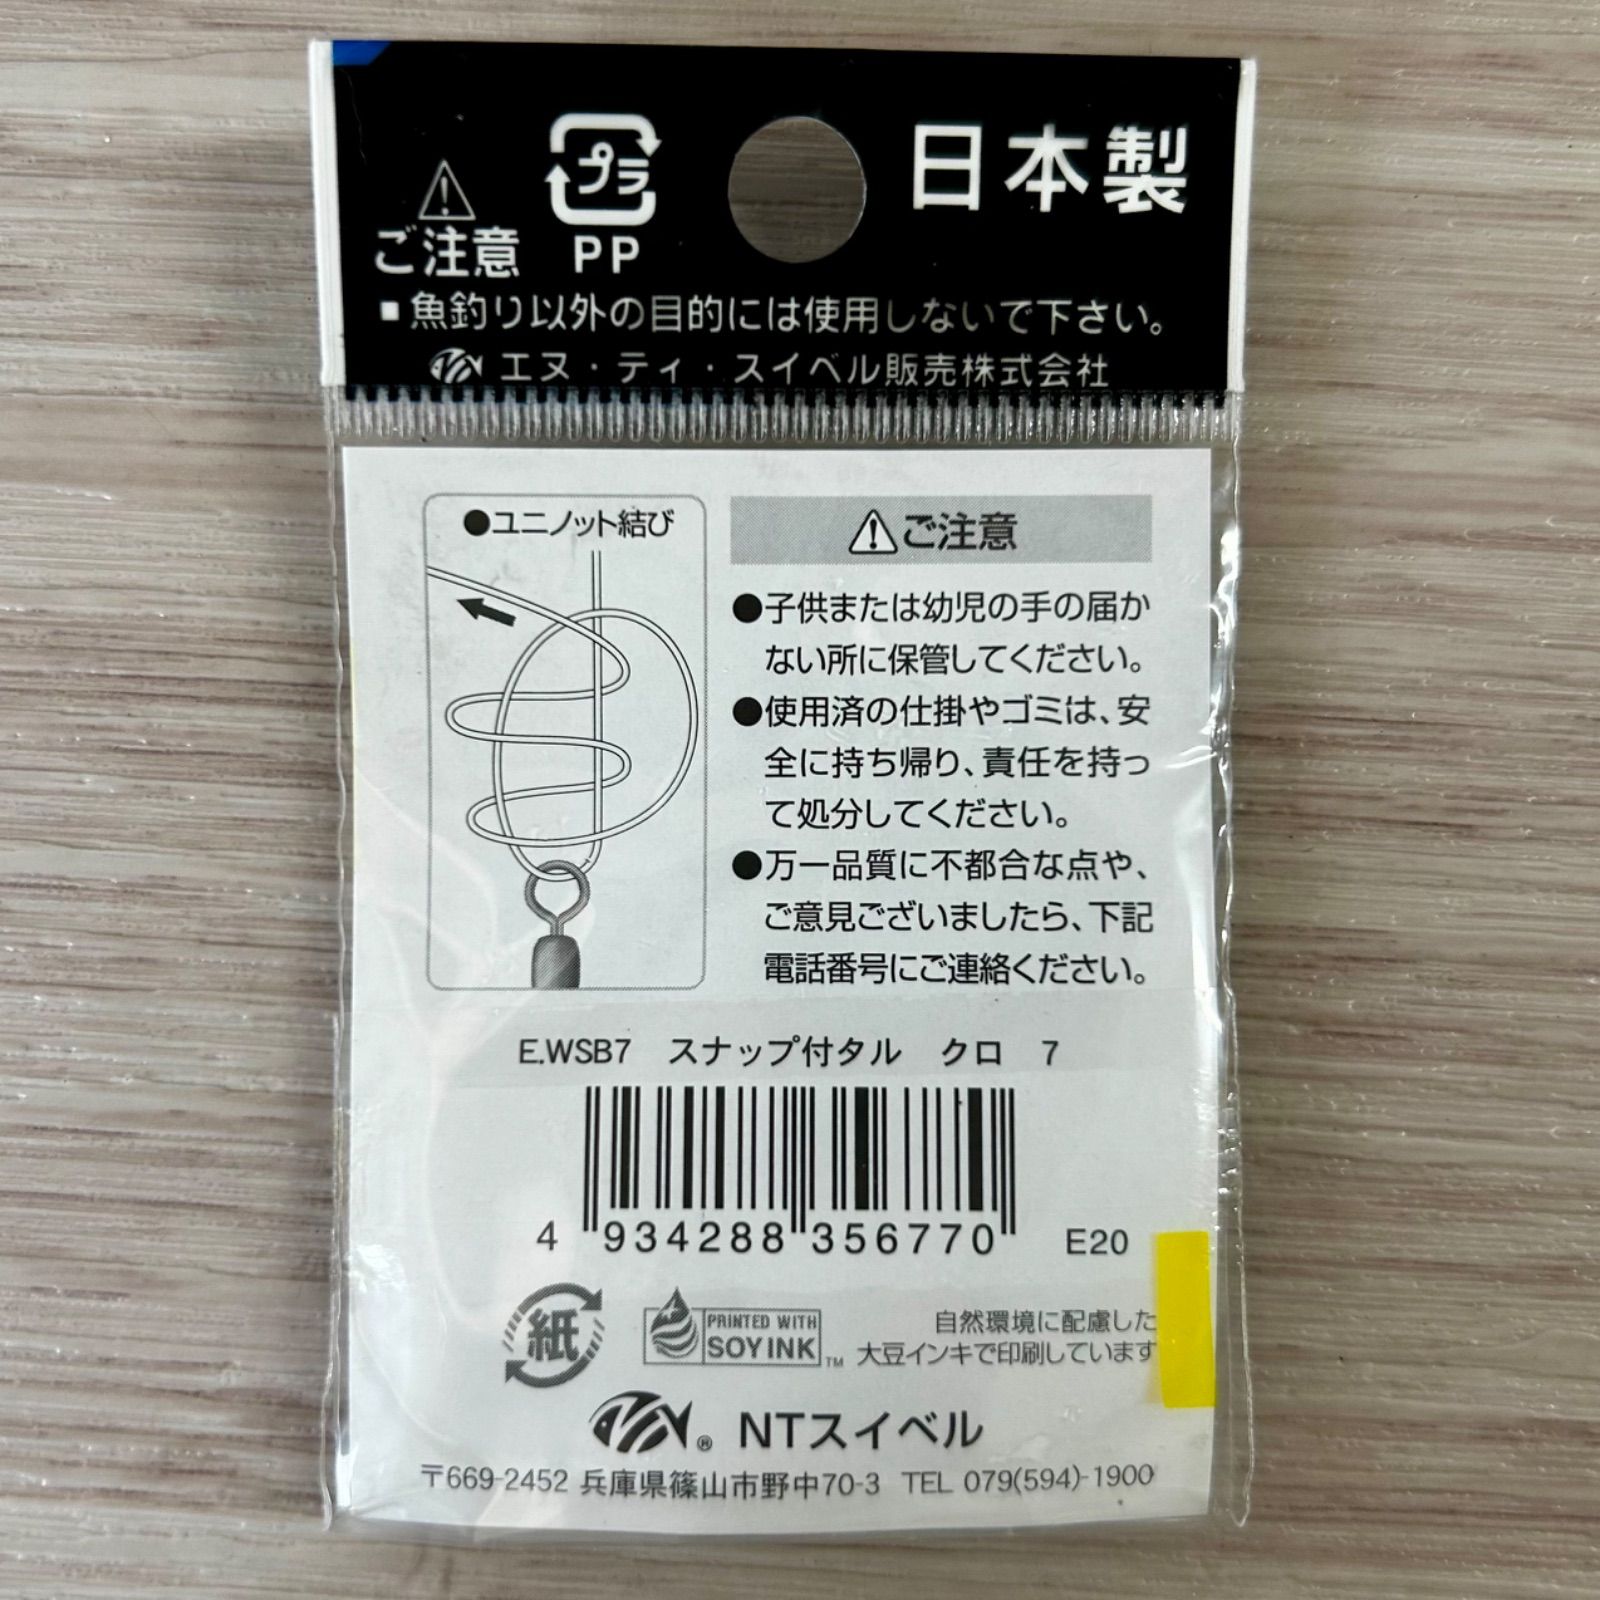 プラ
PP
日本製
ご注意
■魚釣り以外の目的には使用しないで下さい。
エヌ・ティ・スイベル販売株式会社
●ユニノット結び
ご注意
●子供または幼児の手の届か
ない所に保管してください。
●使用済の仕掛やゴミは、安
全に持ち帰り、責任を持っ
て処分してください。
●万一品質に不都合な点や、
ご意見ございましたら、下記
電話番号にご連絡ください。
E.WSB7 スナップ付タル クロ 7
4 934288 356770
E20
紙
PRINTED WITH
SOY INK TM
自然環境に配慮した
大豆インキで印刷しています
® NTスイベル
〒669-2452 兵庫県篠山市野中70-3 TEL 079(594)-1900